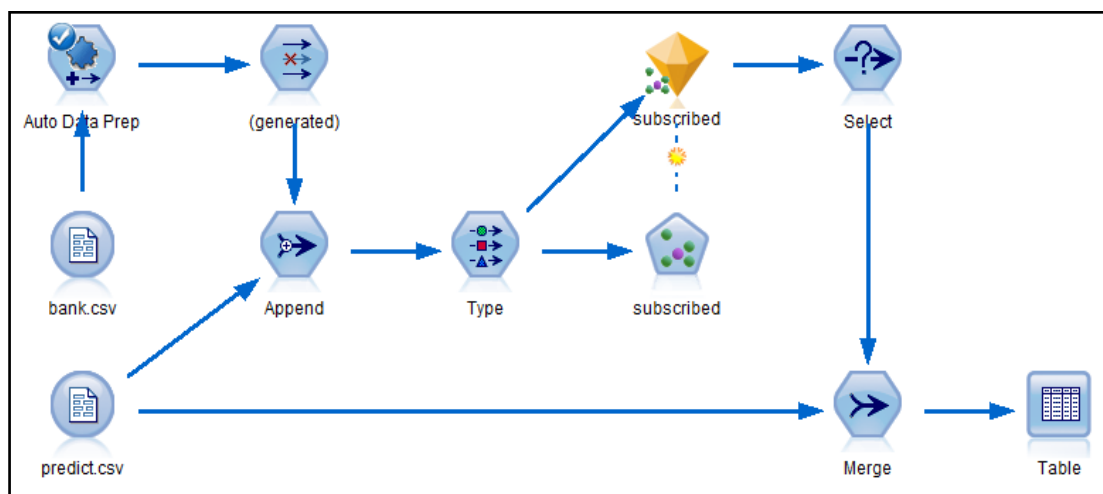 Auto Data Prep
(generated)
subscribed
Select
bank.csv
Append
Type
subscribed
predict.csv
Merge
Table